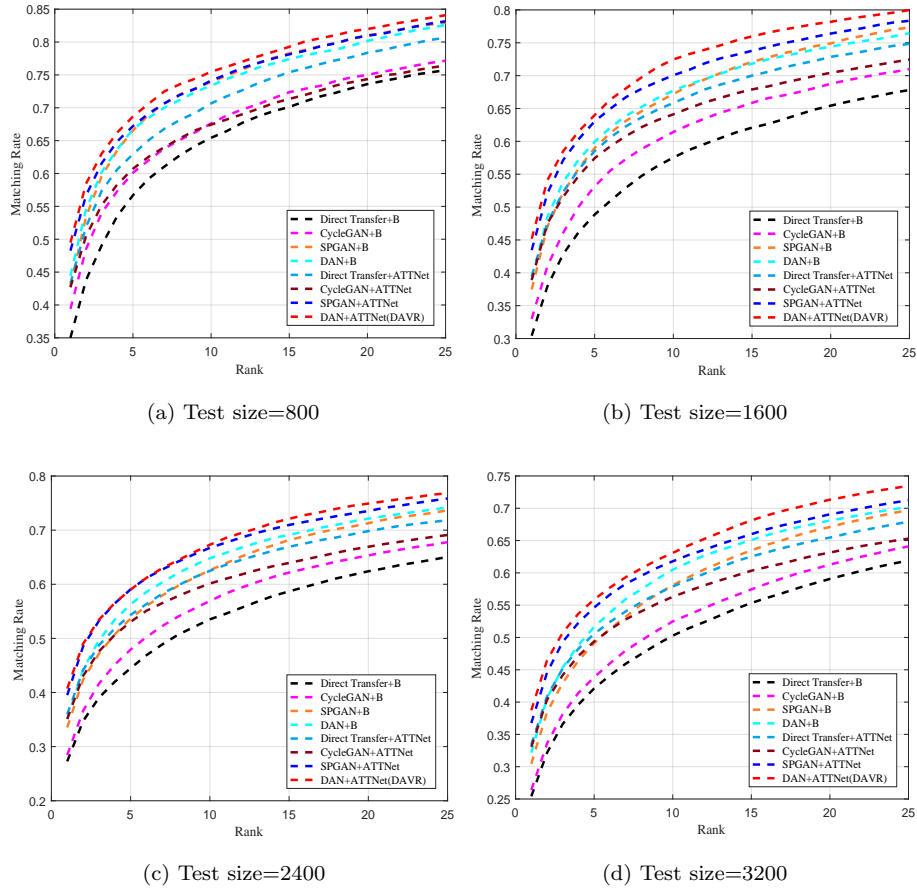 0.85
0.8
0.75
0.7
0.65
0.6
0.55
0.5
0.45
0.4
0.35
Matching Rate
0 5 10 15 20 25
Rank
Direct Transfer+B
CycleGAN+B
SPGAN+B
DAN+B
Direct Transfer+ATTNet
CycleGAN+ATTNet
SPGAN+ATTNet
DAN+ATTNet(DAVR)
(a) Test size=800
0.8
0.75
0.7
0.65
0.6
0.55
0.5
0.45
0.4
0.35
0.3
Matching Rate
0 5 10 15 20 25
Rank
Direct Transfer+B
CycleGAN+B
SPGAN+B
DAN+B
Direct Transfer+ATTNet
CycleGAN+ATTNet
SPGAN+ATTNet
DAN+ATTNet(DAVR)
(b) Test size=1600
0.8
0.7
0.6
0.5
0.4
0.3
0.2
Matching Rate
0 5 10 15 20 25
Rank
Direct Transfer+B
CycleGAN+B
SPGAN+B
DAN+B
Direct Transfer+ATTNet
CycleGAN+ATTNet
SPGAN+ATTNet
DAN+ATTNet(DAVR)
(c) Test size=2400
0.75
0.7
0.65
0.6
0.55
0.5
0.45
0.4
0.35
0.3
0.25
Matching Rate
0 5 10 15 20 25
Rank
Direct Transfer+B
CycleGAN+B
SPGAN+B
DAN+B
Direct Transfer+ATTNet
CycleGAN+ATTNet
SPGAN+ATTNet
DAN+ATTNet(DAVR)
(d) Test size=3200